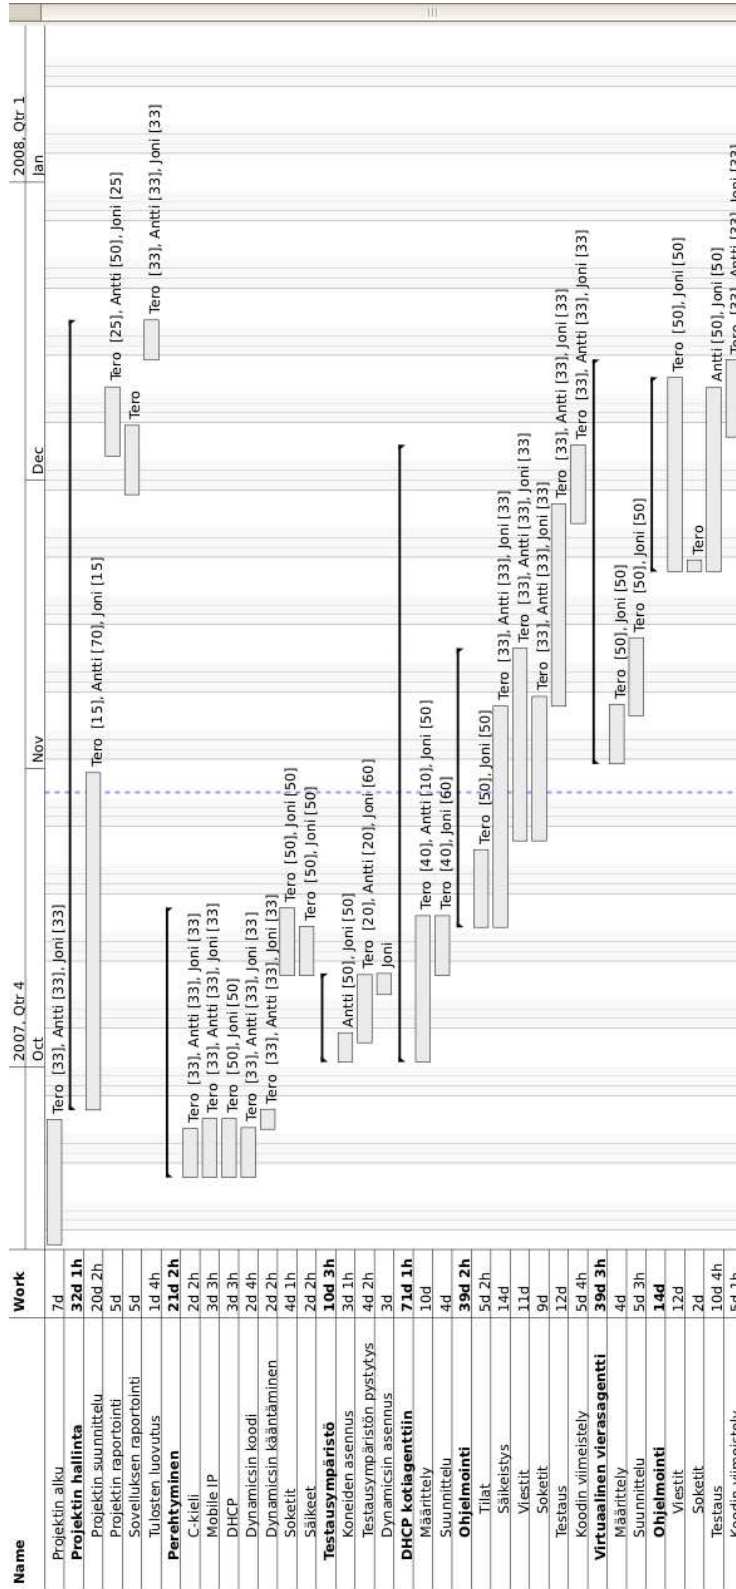 Name Work 2007, Qtr 4 2008, Qtr 1
Oct Nov Dec Jan
Projektin alku 7d Tero [33], Antti [33], Joni [33]
Projektin hallinta 32d 1h
Projektin suunnittelu 20d 2h Tero [15], Antti [70], Joni [15]
Projektin raportointi 5d Tero [25], Antti [50], Joni [25]
Sovelluksen raportointi 5d Tero
Tulosten luovutus 1d 4h Tero [33], Antti [33], Joni [33]
Perehtyminen 21d 2h
C-kieli 2d 2h Tero [33], Antti [33], Joni [33]
Mobile IP 3d 3h Tero [33], Antti [33], Joni [33]
DHCP 3d 3h Tero [50], Joni [50]
Dynamicsin koodi 2d 4h Tero [33], Antti [33], Joni [33]
Dynamicsin kääntäminen 2d 2h Tero [33], Antti [33], Joni [33]
Soketit 4d 1h Tero [50], Joni [50]
Säikeet 2d 2h Tero [50], Joni [50]
Testausympäristö 10d 3h
Koneiden asennus 3d 1h Antti [50], Joni [50]
Testausympäristön pystytys 4d 2h Tero [20], Antti [20], Joni [60]
Dynamicsin asennus 3d Joni
DHCP kotiagenttiin 71d 1h
Määrittely 10d Tero [40], Antti [10], Joni [50]
Suunnittelu 4d Tero [40], Joni [60]
Ohjelmointi 39d 2h
Tilat 5d 2h Tero [50], Joni [50]
Säikeistys 14d Tero [33], Antti [33], Joni [33]
Viestit 11d Tero [33], Antti [33], Joni [33]
Soketit 9d Tero [33], Antti [33], Joni [33]
Testaus 12d Tero [33], Antti [33], Joni [33]
Koodin viimeistely 5d 4h Tero [33], Antti [33], Joni [33]
Virtuaalinen vierasagentti 39d 3h
Määrittely 4d Tero [50], Joni [50]
Suunnittelu 5d 3h Tero [50], Joni [50]
Ohjelmointi 14d
Viestit 12d Tero [50], Joni [50]
Soketit 2d Tero
Testaus 10d 4h Antti [50], Joni [50]
Koodin viimeistely 5d 1h Tero [33], Antti [33], Joni [33]